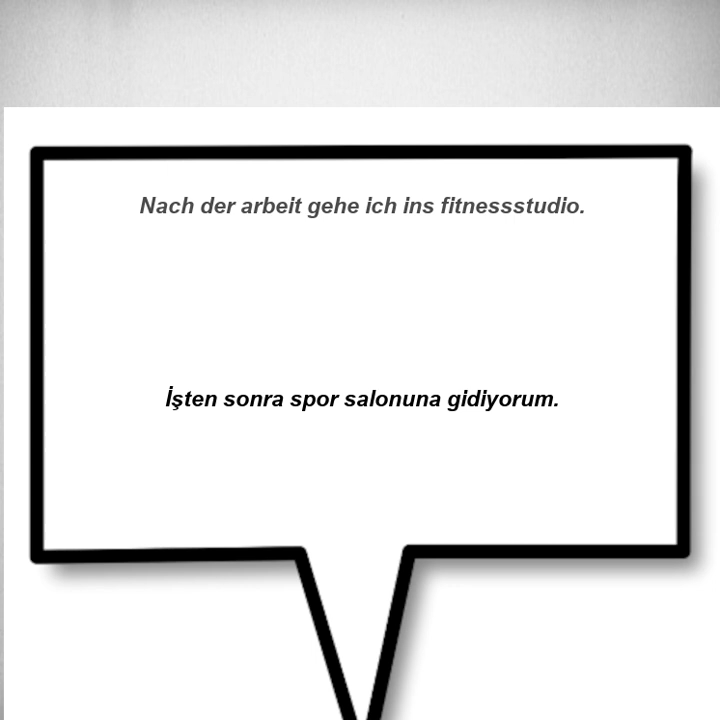 Nach der arbeit gehe ich ins fitnessstudio.
İşten sonra spor salonuna gidiyorum.